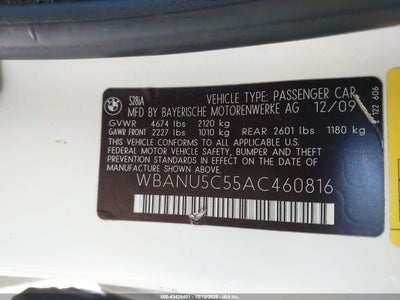 528iA VEHICLE TYPE: PASSENGER CAR
MFD BY BAYERISCHE MOTORENWERKE AG 12/09
GVWR 4674 lbs 2120 kg
GAWR FRONT 2227 lbs 1010 kg REAR 2601 lbs 1180 kg
THIS VEHICLE CONFORMS TO ALL APPLICABLE
U.S. FEDERAL MOTOR VEHICLE SAFETY, BUMPER,
AND THEFT PREVENTION STANDARDS IN EFFECT ON THE DATE
OF MANUFACTURE SHOWN ABOVE.
WBANU5C55AC460816
122 606